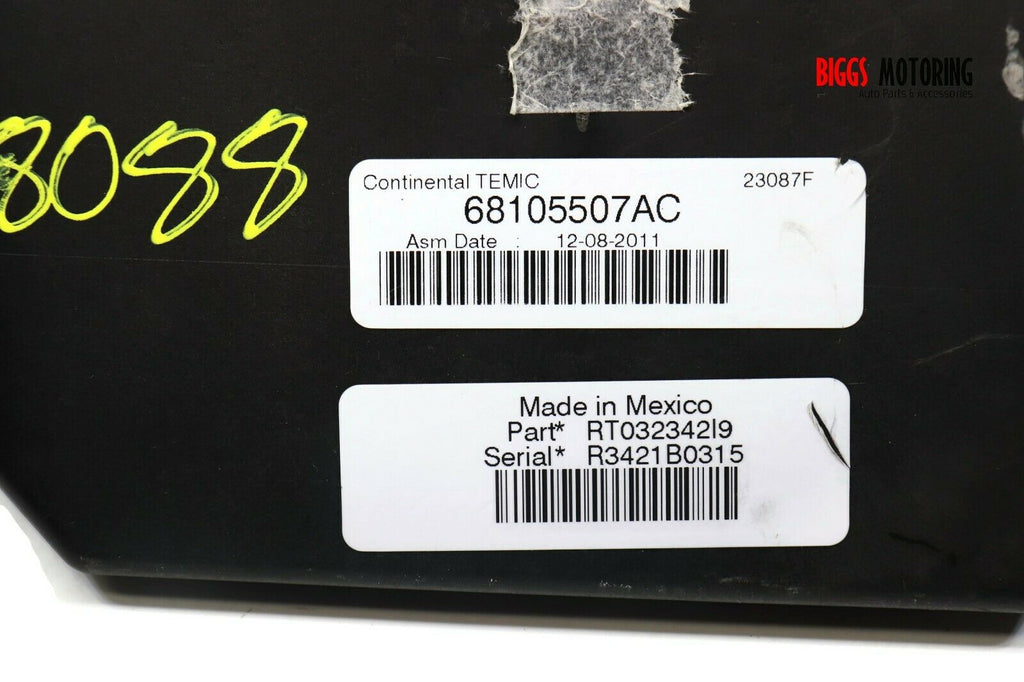 BIGGS MOTORING
Auto Parts & Accessories
8088
Continental TEMIC 23087F
68105507AC
Asm Date : 12-08-2011
Made in Mexico
Part* RT032342I9
Serial* R3421B0315